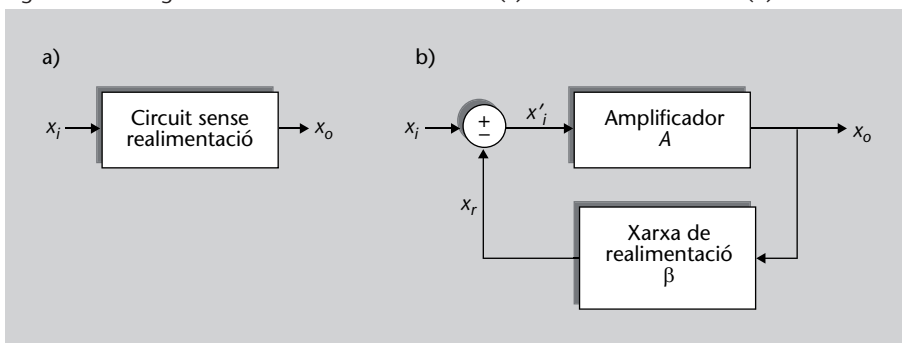 a)
x_i
Circuit sense
realimentació
x_o
b)
x_i
+
−
x'_i
Amplificador
A
x_o
x_r
Xarxa de
realimentació
β